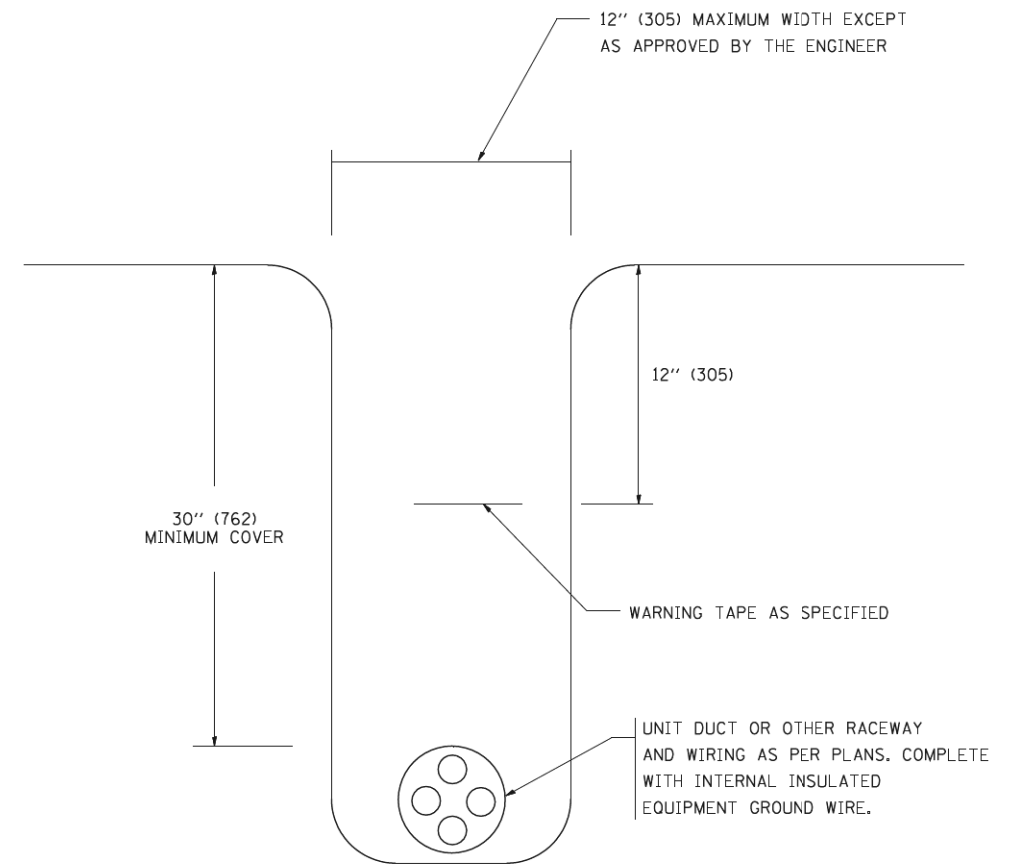 12'' (305) MAXIMUM WIDTH EXCEPT
AS APPROVED BY THE ENGINEER
12'' (305)
30'' (762)
MINIMUM COVER
WARNING TAPE AS SPECIFIED
UNIT DUCT OR OTHER RACEWAY
AND WIRING AS PER PLANS. COMPLETE
WITH INTERNAL INSULATED
EQUIPMENT GROUND WIRE.